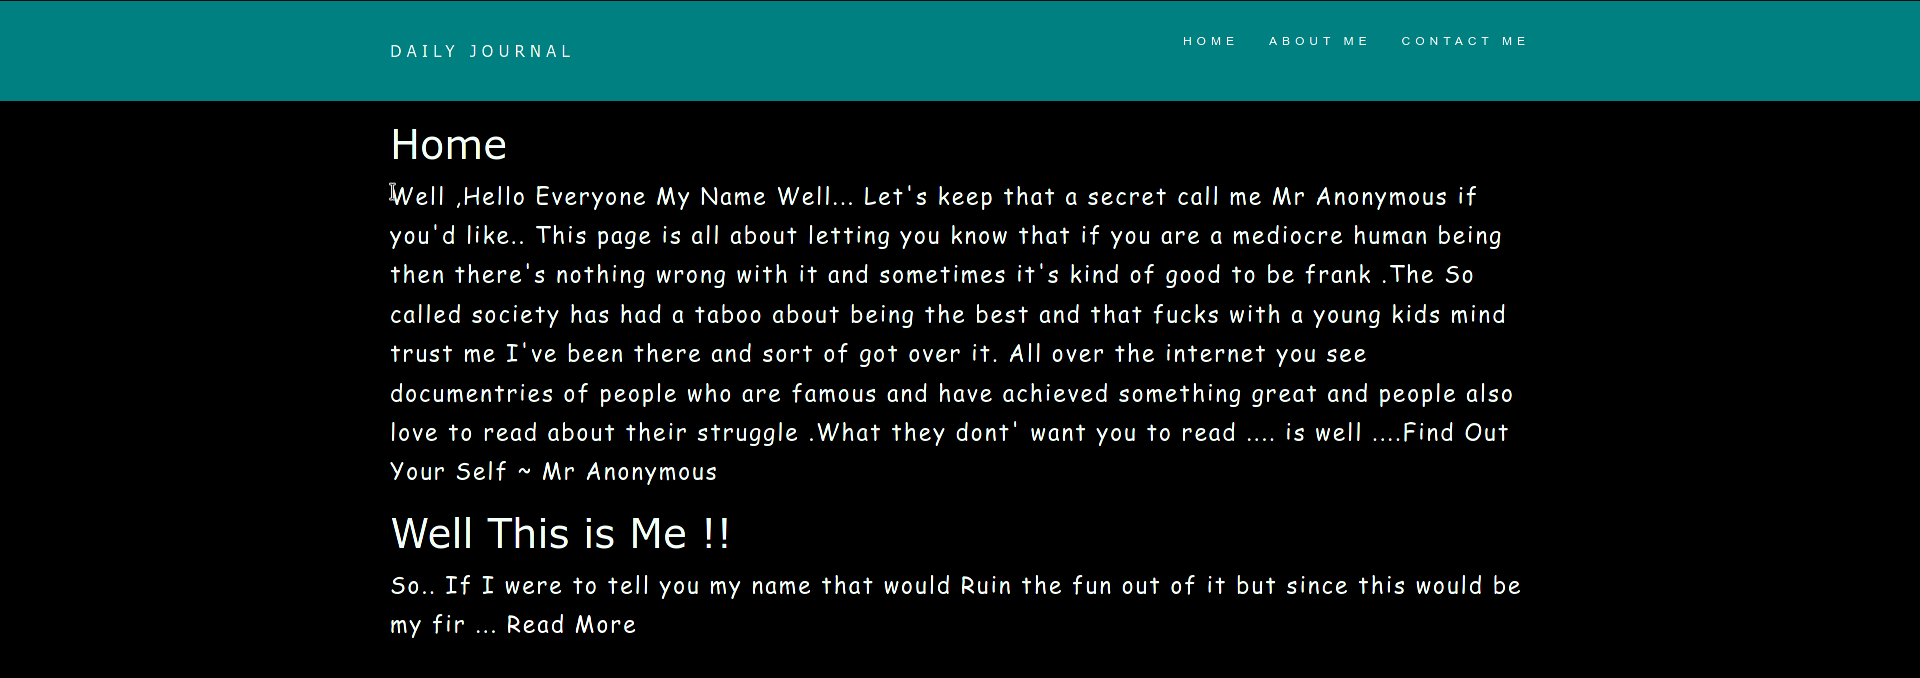 DAILY JOURNAL
HOME ABOUT ME CONTACT ME
Home
Well ,Hello Everyone My Name Well... Let's keep that a secret call me Mr Anonymous if
you'd like.. This page is all about letting you know that if you are a mediocre human being
then there's nothing wrong with it and sometimes it's kind of good to be frank .The So
called society has had a taboo about being the best and that fucks with a young kids mind
trust me I've been there and sort of got over it. All over the internet you see
documentries of people who are famous and have achieved something great and people also
love to read about their struggle .What they dont' want you to read .... is well ....Find Out
Your Self ~ Mr Anonymous
Well This is Me !!
So.. If I were to tell you my name that would Ruin the fun out of it but since this would be
my fir ... Read More